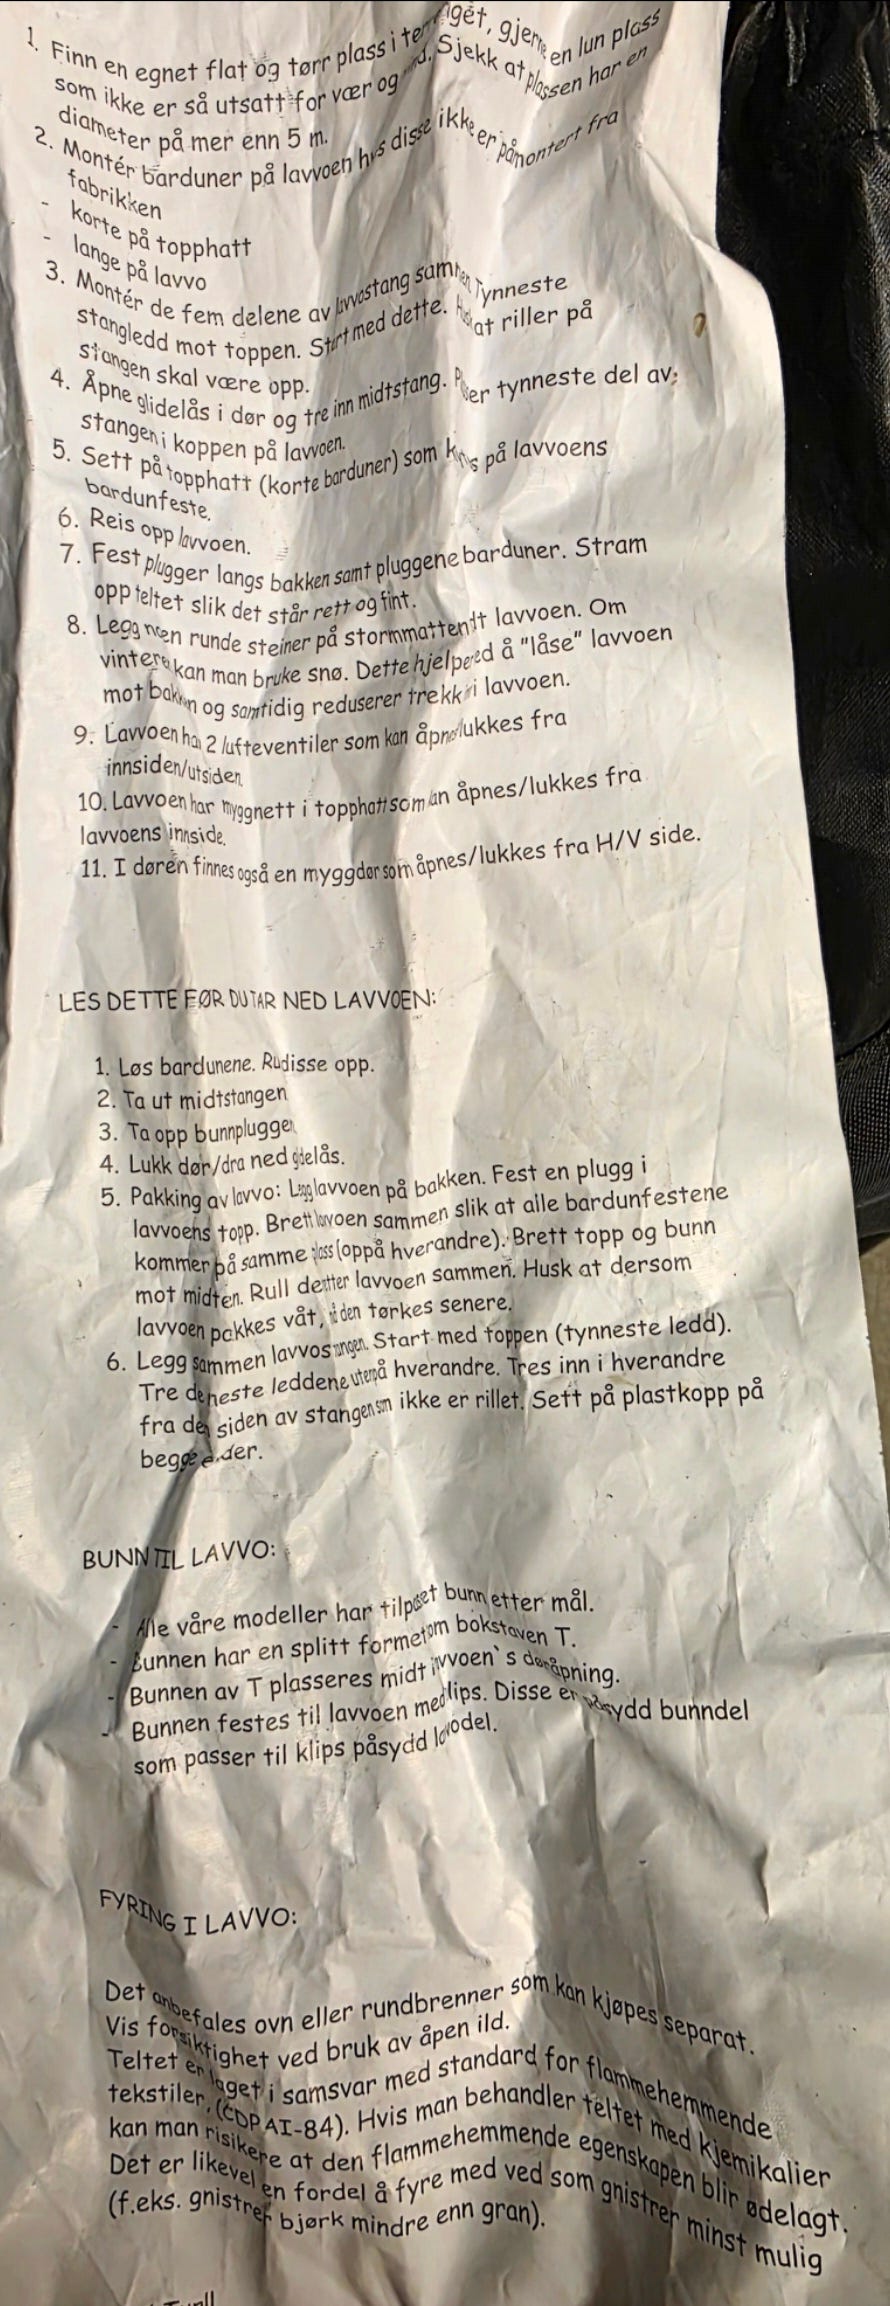 1. Finn en egnet flat og tørr plass i terrenget, gjerne en lun plass
som ikke er så utsatt for vær og vind. Sjekk at plassen har en
diameter på mer enn 5 m.
2. Montér barduner på lavvoen hvis disse ikke er påmontert fra
fabrikken
- korte på topphatt
- lange på lavvo
3. Montér de fem delene av lavvostang sammen Tynneste
stangledd mot toppen. Start med dette. Husk at riller på
stangen skal være opp.
4. Åpne glidelås i dør og tre inn midtstang. tynneste del av
stangen i koppen på lavvoen.
5. Sett på topphatt (korte barduner) som på lavvoens
bardunfeste.
6. Reis opp lavvoen.
7. Fest plugger langs bakken samt pluggene barduner. Stram
opp teltet slik det står rett og fint.
8. Legg noen runde steiner på stormmatten lavvoen. Om
vinteren kan man bruke snø. Dette hjelper å "låse" lavvoen
mot bakken og samtidig reduserer trekk i lavvoen.
9. Lavvoen har 2 lufteventiler som kan åpnes/lukkes fra
innsiden/utsiden.
10. Lavvoen har myggnett i topphatt som kan åpnes/lukkes fra
lavvoens innside.
11. I døren finnes også en myggdør som åpnes/lukkes fra H/V side.
LES DETTE FØR DU TAR NED LAVVOEN:
1. Løs bardunene. disse opp.
2. Ta ut midtstangen
3. Ta opp bunnplugger
4. Lukk dør/dra ned glidelås.
5. Pakking av lavvo: Legg lavvoen på bakken. Fest en plugg i
lavvoens topp. Brett lavvoen sammen slik at alle bardunfestene
kommer på samme plass (oppå hverandre). Brett topp og bunn
mot midten. Rull deretter lavvoen sammen. Husk at dersom
lavvoen pakkes våt, må den tørkes senere.
6. Legg sammen lavvostangen. Start med toppen (tynneste ledd).
Tre de neste leddene utenpå hverandre. Tres inn i hverandre
fra den siden av stangen som ikke er rillet. Sett på plastkopp på
begge sider.
BUNN TIL LAVVO:
- Alle våre modeller har tilpasset bunn etter mål.
- Bunnen har en splitt formet som bokstaven T.
- Bunnen av T plasseres midt i lavvoen`s døråpning.
- Bunnen festes til lavvoen med klips. Disse er påsydd bunndel
som passer til klips påsydd lavvodel.
FYRING I LAVVO:
Det anbefales ovn eller rundbrenner som kan kjøpes separat.
Vis forsiktighet ved bruk av åpen ild.
Teltet er laget i samsvar med standard for flammehemmende
tekstiler, (CDPAI-84). Hvis man behandler teltet med kjemikalier
kan man risikere at den flammehemmende egenskapen blir ødelagt.
Det er likevel en fordel å fyre med ved som gnistrer minst mulig
(f.eks. gnistrer bjørk mindre enn gran).